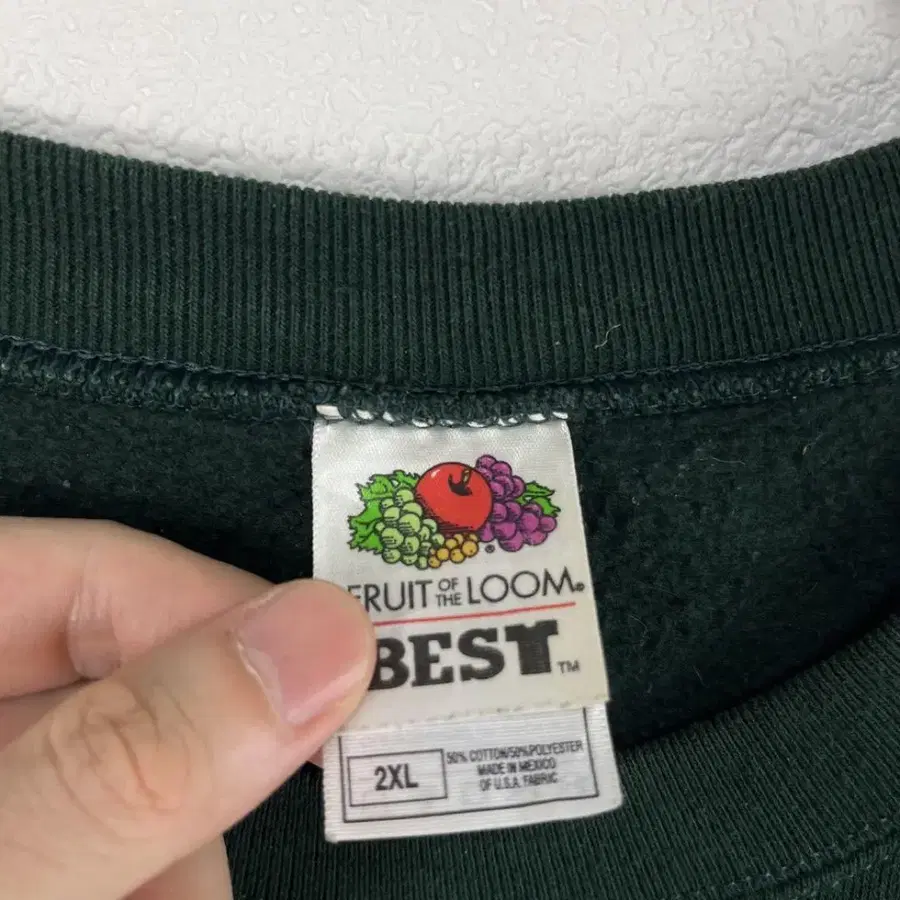 FRUIT OF THE LOOM®
BEST™
2XL
50% COTTON/50% POLYESTER
MADE IN MEXICO
OF U.S.A. FABRIC